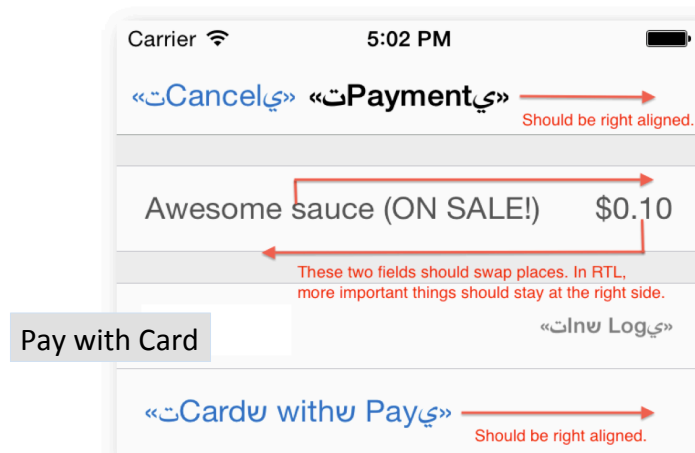 Carrier 5:02 PM
«يCancelت» «يPaymentت»
Should be right aligned.
Awesome sauce (ON SALE!) $0.10
These two fields should swap places. In RTL,
more important things should stay at the right side.
«يLog שInت»
Pay with Card
«يPay שwith שCardت»
Should be right aligned.